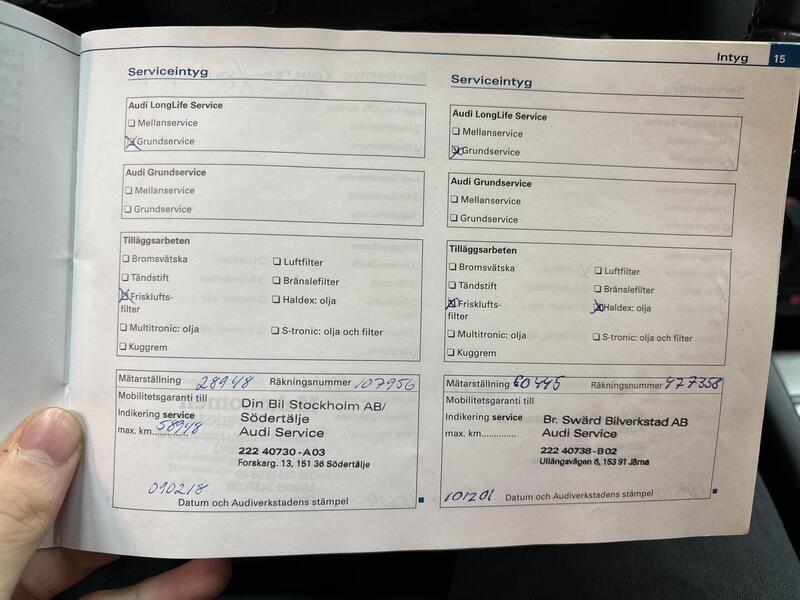 Intyg 15
Serviceintyg
Audi LongLife Service
Mellanservice
Grundservice
Audi Grundservice
Mellanservice
Grundservice
Tilläggsarbeten
Bromsvätska
Luftfilter
Tändstift
Bränslefilter
Frisklufts-
filter
Haldex: olja
Multitronic: olja
S-tronic: olja och filter
Kuggrem
Mätarställning 28948 Räkningsnummer 107956
Mobilitetsgaranti till
Indikering service
max. km. 58948
Din Bil Stockholm AB/
Södertälje
Audi Service
222 40730-A03
Forskarg. 13, 151 36 Södertälje
090218
Datum och Audiverkstadens stämpel
Serviceintyg
Audi LongLife Service
Mellanservice
Grundservice
Audi Grundservice
Mellanservice
Grundservice
Tilläggsarbeten
Bromsvätska
Luftfilter
Tändstift
Bränslefilter
Frisklufts-
filter
Haldex: olja
Multitronic: olja
S-tronic: olja och filter
Kuggrem
Mätarställning 60445 Räkningsnummer 477358
Mobilitetsgaranti till
Indikering service
max. km..............
Br. Swärd Bilverkstad AB
Audi Service
222 40738-B02
Ullängsvägen 6, 153 91 Järna
101201
Datum och Audiverkstadens stämpel